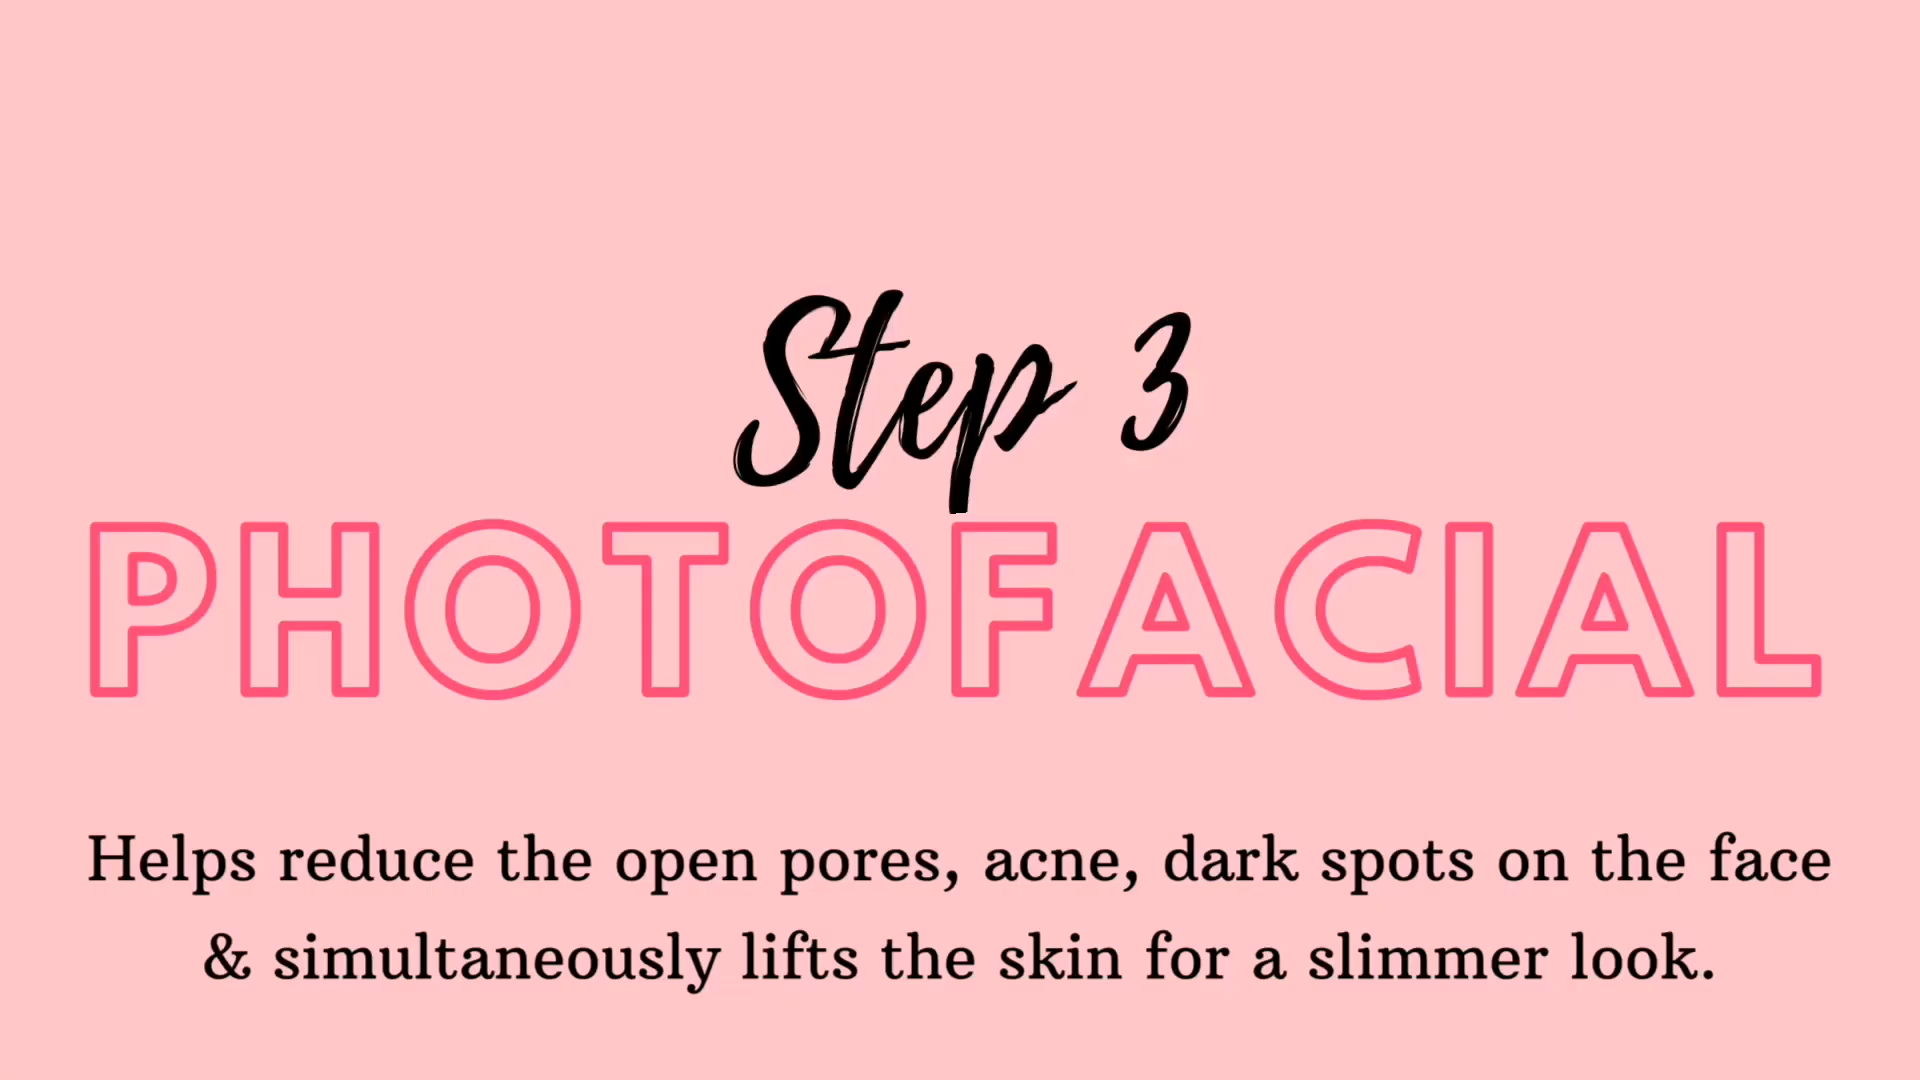 Step 3
PHOTOFACIAL
Helps reduce the open pores, acne, dark spots on the face
& simultaneously lifts the skin for a slimmer look.